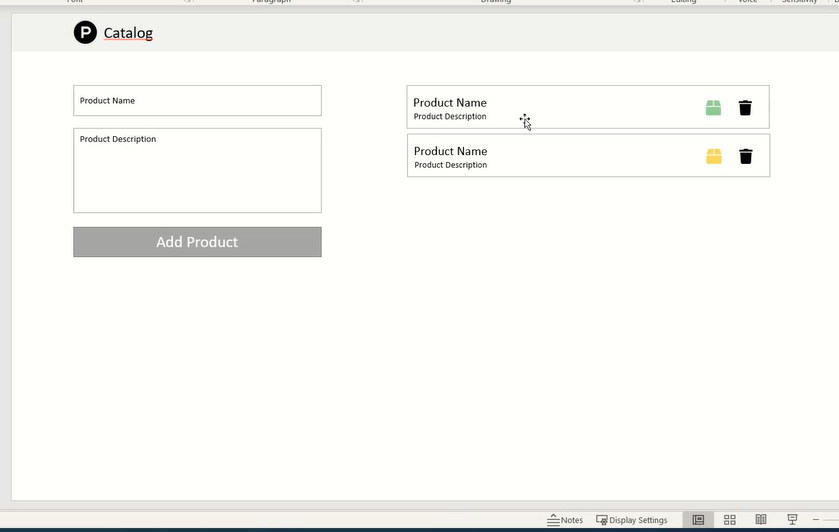 Font
Paragraph
Drawing
Editing
Voice
Sensitivity
P Catalog
Product Name
Product Description
Add Product
Product Name
Product Description
Product Name
Product Description
Notes
Display Settings